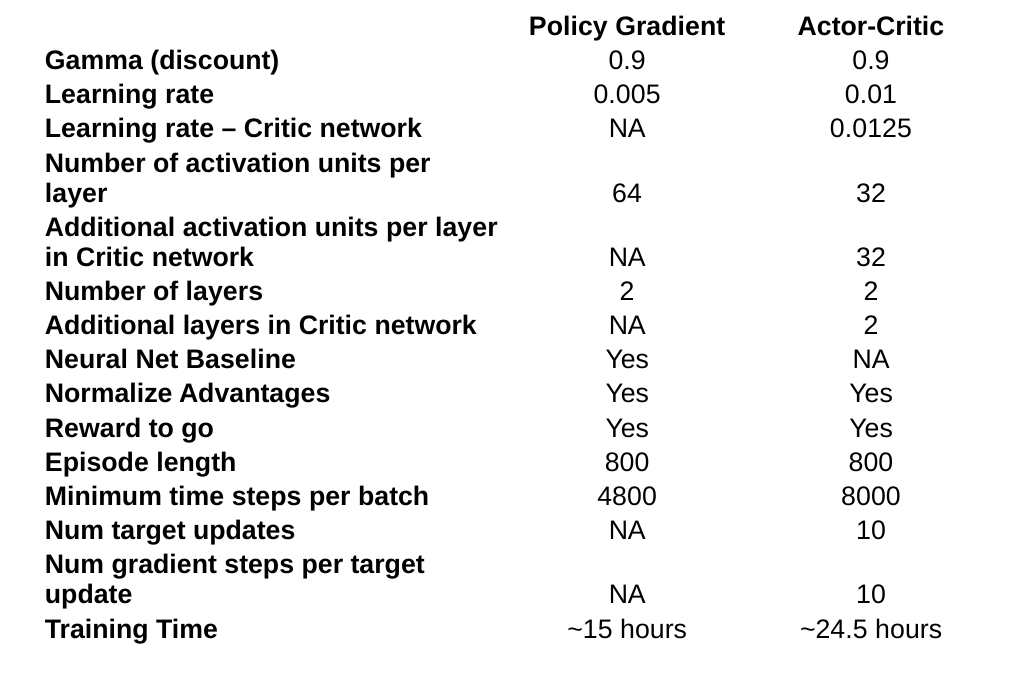 Policy Gradient Actor-Critic
Gamma (discount) 0.9 0.9
Learning rate 0.005 0.01
Learning rate – Critic network NA 0.0125
Number of activation units per
layer 64 32
Additional activation units per layer
in Critic network NA 32
Number of layers 2 2
Additional layers in Critic network NA 2
Neural Net Baseline Yes NA
Normalize Advantages Yes Yes
Reward to go Yes Yes
Episode length 800 800
Minimum time steps per batch 4800 8000
Num target updates NA 10
Num gradient steps per target
update NA 10
Training Time ~15 hours ~24.5 hours